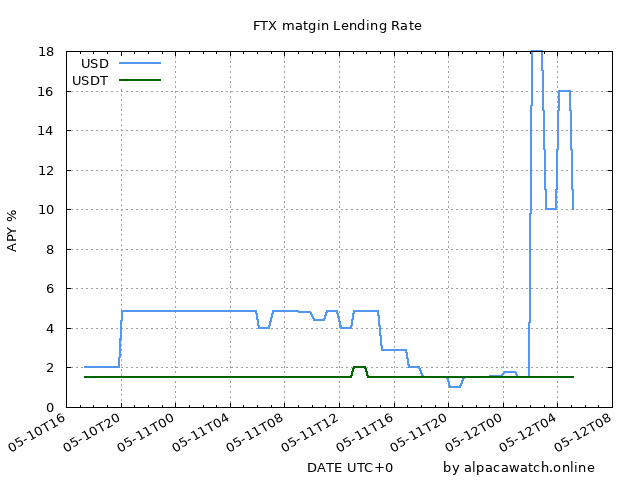 FTX matgin Lending Rate
USD
USDT
18
16
14
12
10
8
6
4
2
0
APY %
05-10T16
05-10T20
05-11T00
05-11T04
05-11T08
05-11T12
05-11T16
05-11T20
05-12T00
05-12T04
05-12T08
DATE UTC+0
by alpacawatch.online